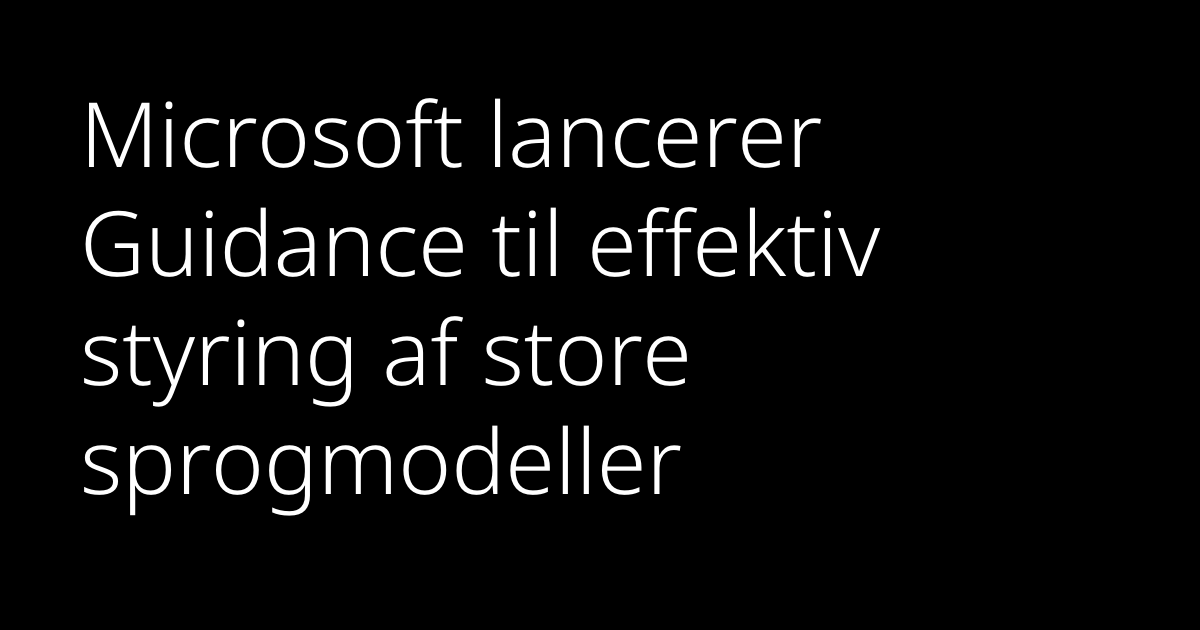 Microsoft lancerer
Guidance til effektiv
styring af store
sprogmodeller